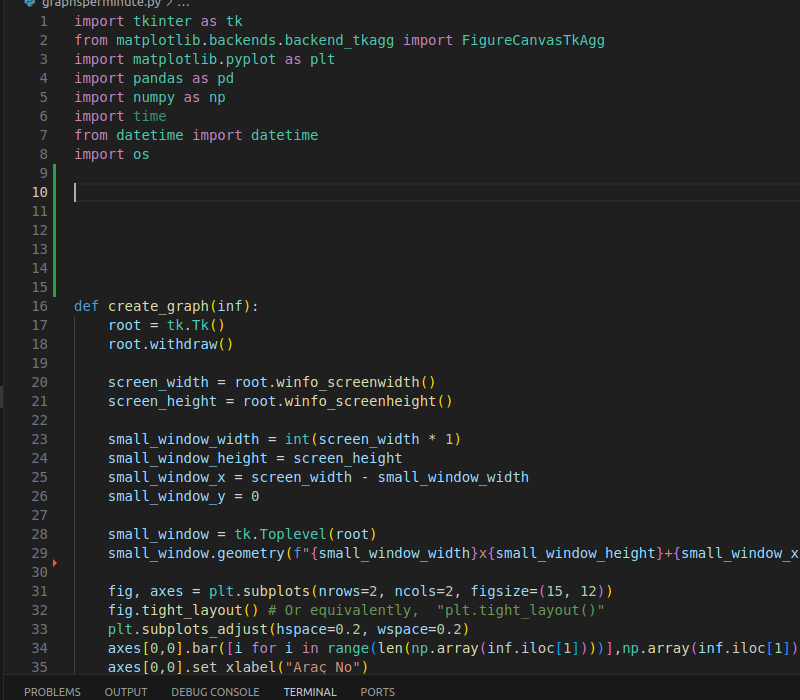 graphsperminute.py > ...
1 import tkinter as tk
2 from matplotlib.backends.backend_tkagg import FigureCanvasTkAgg
3 import matplotlib.pyplot as plt
4 import pandas as pd
5 import numpy as np
6 import time
7 from datetime import datetime
8 import os
9
10
11
12
13
14
15
16 def create_graph(inf):
17     root = tk.Tk()
18     root.withdraw()
19
20     screen_width = root.winfo_screenwidth()
21     screen_height = root.winfo_screenheight()
22
23     small_window_width = int(screen_width * 1)
24     small_window_height = screen_height
25     small_window_x = screen_width - small_window_width
26     small_window_y = 0
27
28     small_window = tk.Toplevel(root)
29     small_window.geometry(f"{small_window_width}x{small_window_height}+{small_window_x
30
31     fig, axes = plt.subplots(nrows=2, ncols=2, figsize=(15, 12))
32     fig.tight_layout() # Or equivalently,  "plt.tight_layout()"
33     plt.subplots_adjust(hspace=0.2, wspace=0.2)
34     axes[0,0].bar([i for i in range(len(np.array(inf.iloc[1])))],np.array(inf.iloc[1])
35     axes[0,0].set_xlabel("Araç No")
PROBLEMS OUTPUT DEBUG CONSOLE TERMINAL PORTS